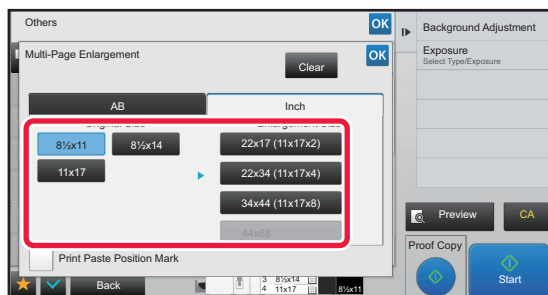 Others
OK
Multi-Page Enlargement
OK
Clear
AB
Inch
Original Size
Enlargement Size
8½x11
8½x14
11x17
22x17 (11x17x2)
22x34 (11x17x4)
34x44 (11x17x8)
44x68
Print Paste Position Mark
Back
3 8½x14
4 11x17
8½x11
Background Adjustment
Exposure
Select Type/Exposure
Preview
CA
Proof Copy
Start